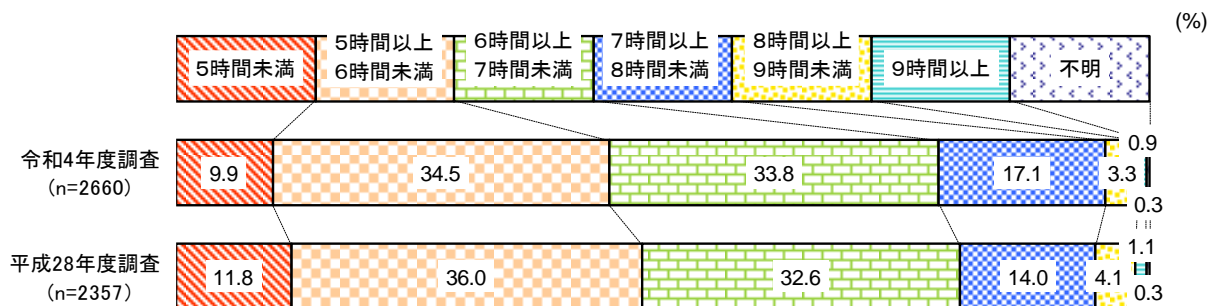 (%)
5時間未満
5時間以上
6時間未満
6時間以上
7時間未満
7時間以上
8時間未満
8時間以上
9時間未満
9時間以上
不明
令和4年度調査
(n=2660)
9.9
34.5
33.8
17.1
3.3
0.9
0.3
平成28年度調査
(n=2357)
11.8
36.0
32.6
14.0
4.1
1.1
0.3